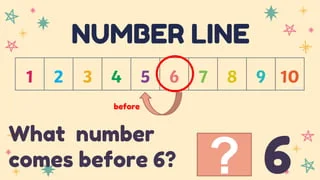 NUMBER LINE
1 2 3 4 5 6 7 8 9 10
before
What number
comes before 6?
? 6